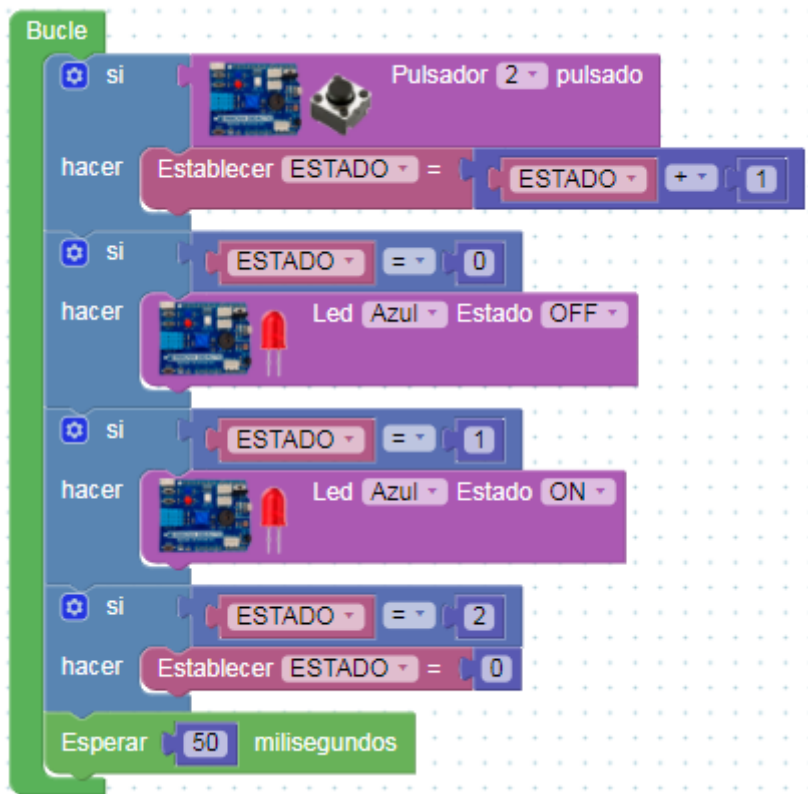 Bucle
si Pulsador 2 pulsado
hacer Establecer ESTADO = ESTADO + 1
si ESTADO = 0
hacer Led Azul Estado OFF
si ESTADO = 1
hacer Led Azul Estado ON
si ESTADO = 2
hacer Establecer ESTADO = 0
Esperar 50 milisegundos